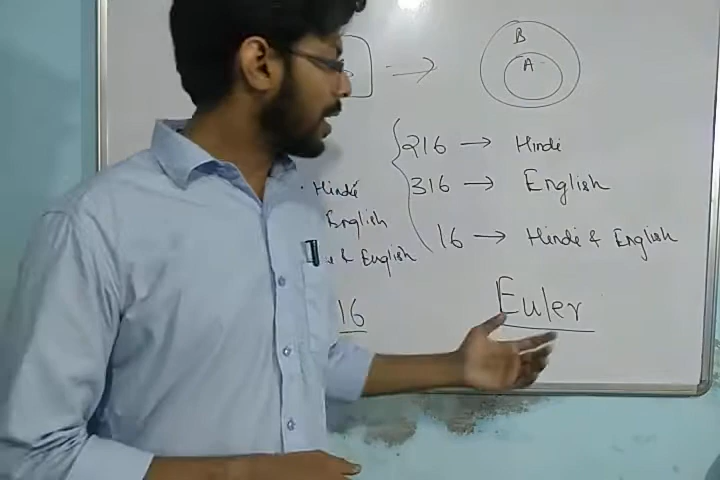 B
A
216 → Hindi
316 → English
16 → Hindi & English
• Hindi
English
& English
16
Euler